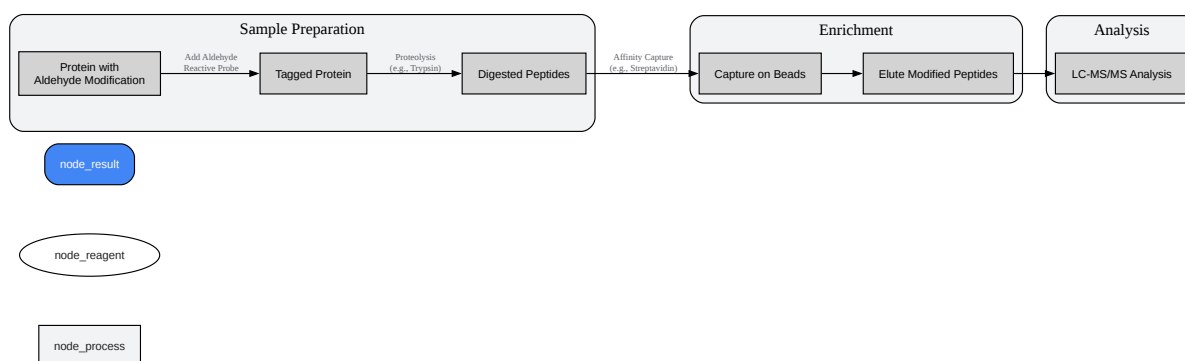 Sample Preparation
Enrichment
Analysis
Protein with
Aldehyde Modification
Add Aldehyde
Reactive Probe
Tagged Protein
Proteolysis
(e.g., Trypsin)
Digested Peptides
Affinity Capture
(e.g., Streptavidin)
Capture on Beads
Elute Modified Peptides
LC-MS/MS Analysis
node_result
node_reagent
node_process